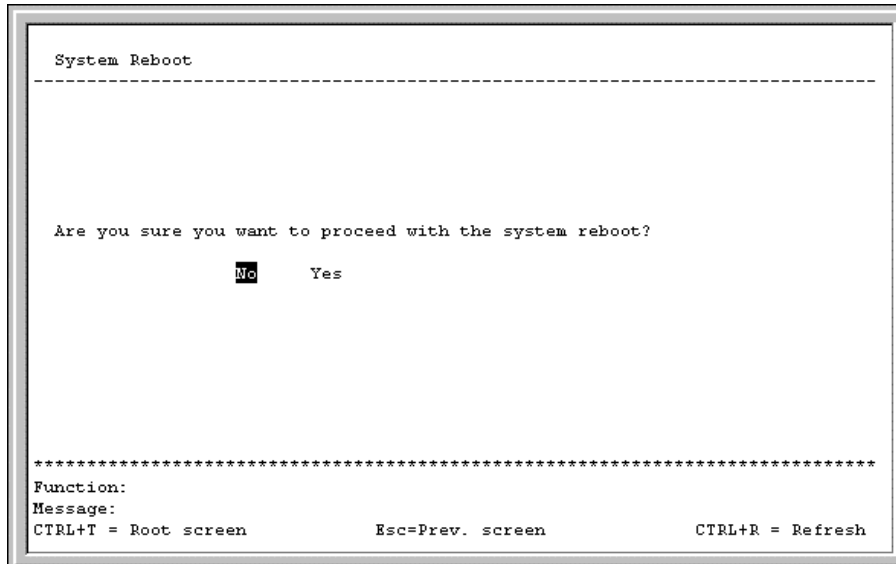 System Reboot
--------------------------------------------------------------------------------
Are you sure you want to proceed with the system reboot?
No Yes
********************************************************************************
Function:
Message:
CTRL+T = Root screen Esc=Prev. screen CTRL+R = Refresh